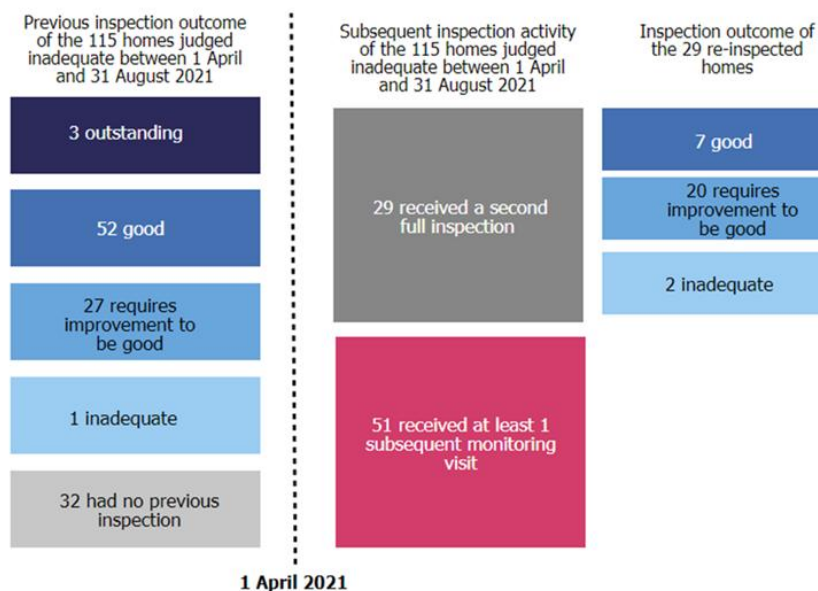 Previous inspection outcome
of the 115 homes judged
inadequate between 1 April
and 31 August 2021
3 outstanding
52 good
27 requires
improvement to
be good
1 inadequate
32 had no previous
inspection
Subsequent inspection activity
of the 115 homes judged
inadequate between 1 April
and 31 August 2021
29 received a second
full inspection
51 received at least 1
subsequent monitoring
visit
Inspection outcome of
the 29 re-inspected
homes
7 good
20 requires
improvement to
be good
2 inadequate
1 April 2021